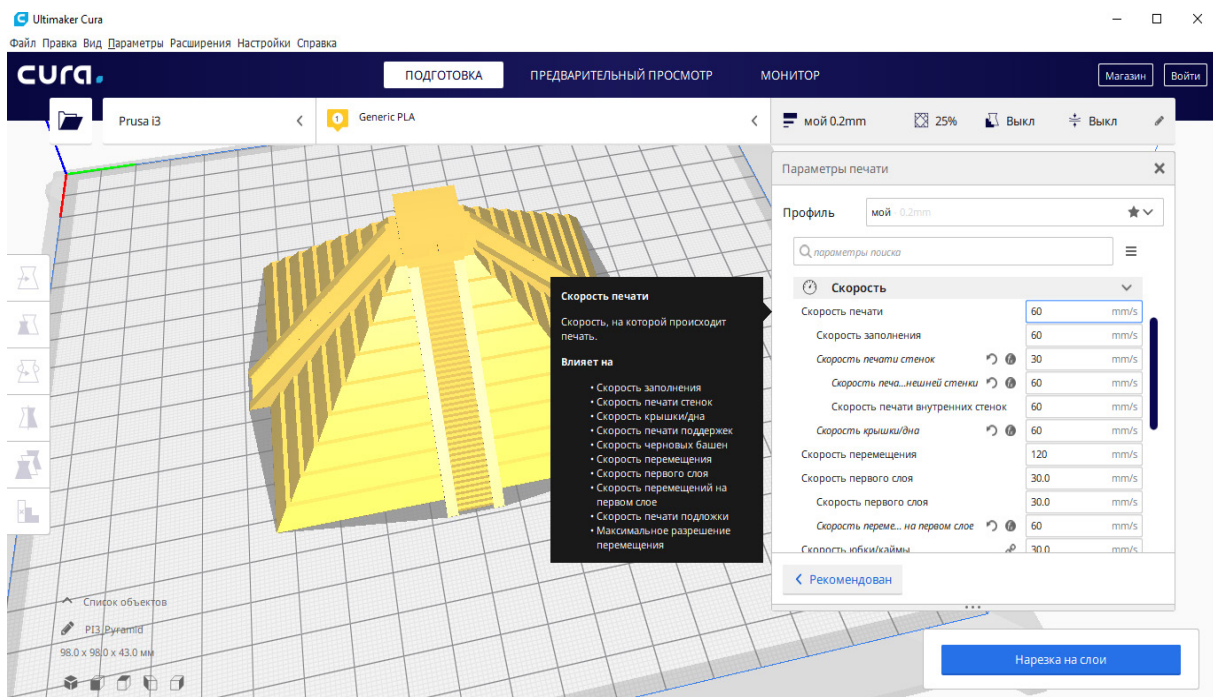 Ultimaker Cura
Файл Правка Вид Параметры Расширения Настройки Справка
cura.
ПОДГОТОВКА
ПРЕДВАРИТЕЛЬНЫЙ ПРОСМОТР
МОНИТОР
Магазин
Войти
Prusa i3
1
Generic PLA
мой 0.2mm
25%
Выкл
Выкл
Параметры печати
Профиль
мой - 0.2mm
параметры поиска
Скорость
Скорость печати 60 mm/s
Скорость заполнения 60 mm/s
Скорость печати стенок 30 mm/s
Скорость печа...нешней стенки 60 mm/s
Скорость печати внутренних стенок 60 mm/s
Скорость крышки/дна 60 mm/s
Скорость перемещения 120 mm/s
Скорость первого слоя 30.0 mm/s
Скорость первого слоя 30.0 mm/s
Скорость переме... на первом слое 60 mm/s
Скорость юбки/каймы 30.0 mm/s
Рекомендован
Нарезка на слои
Скорость печати
Скорость, на которой происходит
печать.
Влияет на
• Скорость заполнения
• Скорость печати стенок
• Скорость крышки/дна
• Скорость печати поддержек
• Скорость черновых башен
• Скорость перемещения
• Скорость первого слоя
• Скорость перемещений на
первом слое
• Скорость печати подложки
• Максимальное разрешение
перемещения
Список объектов
PI3_Pyramid
98.0 x 98.0 x 43.0 мм